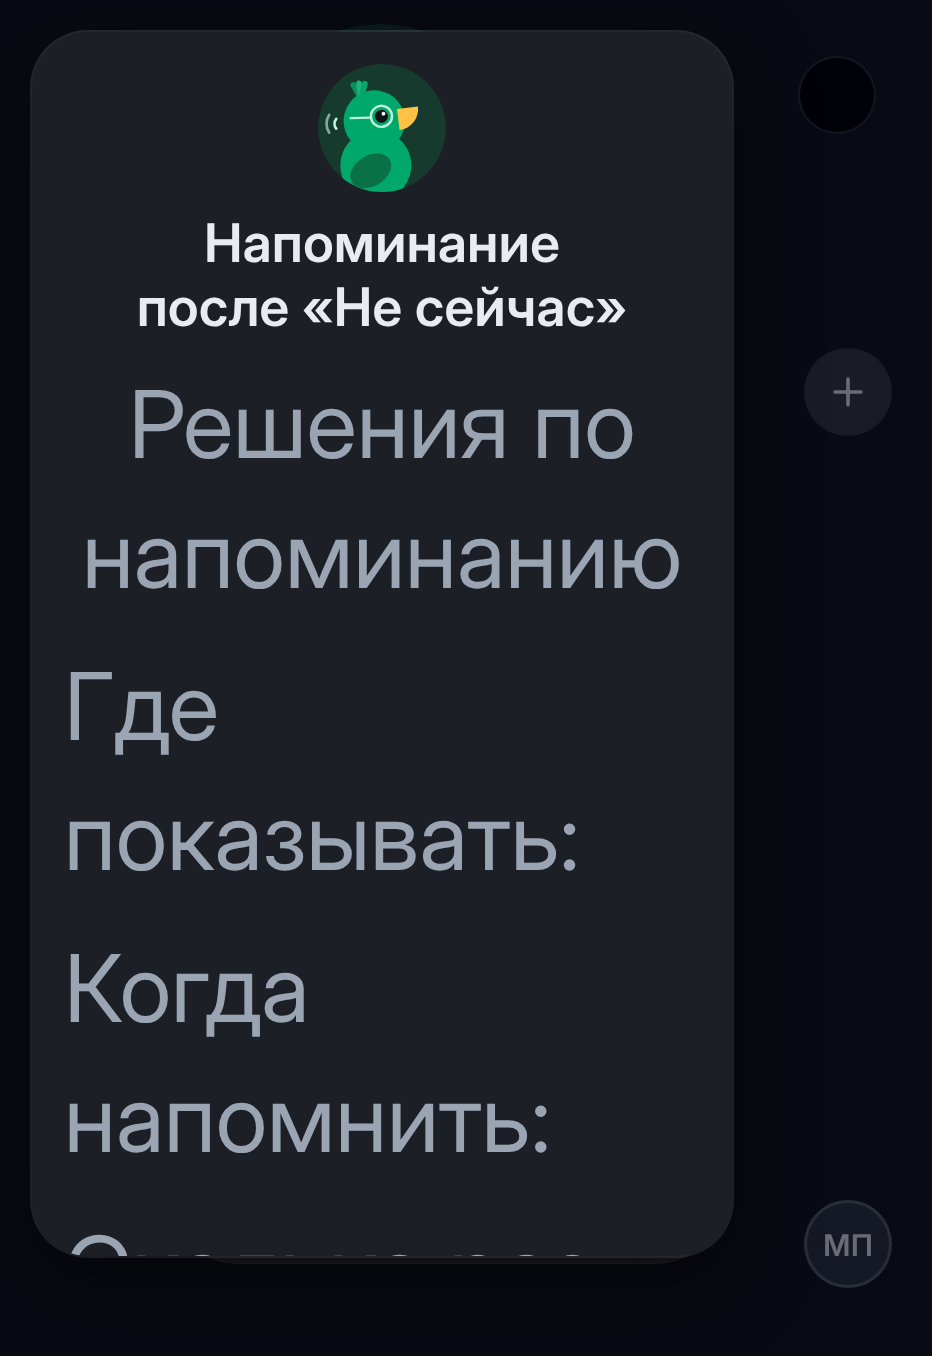 Напоминание
после «Не сейчас»
Решения по
напоминанию
Где
показывать:
Когда
напомнить:
МП